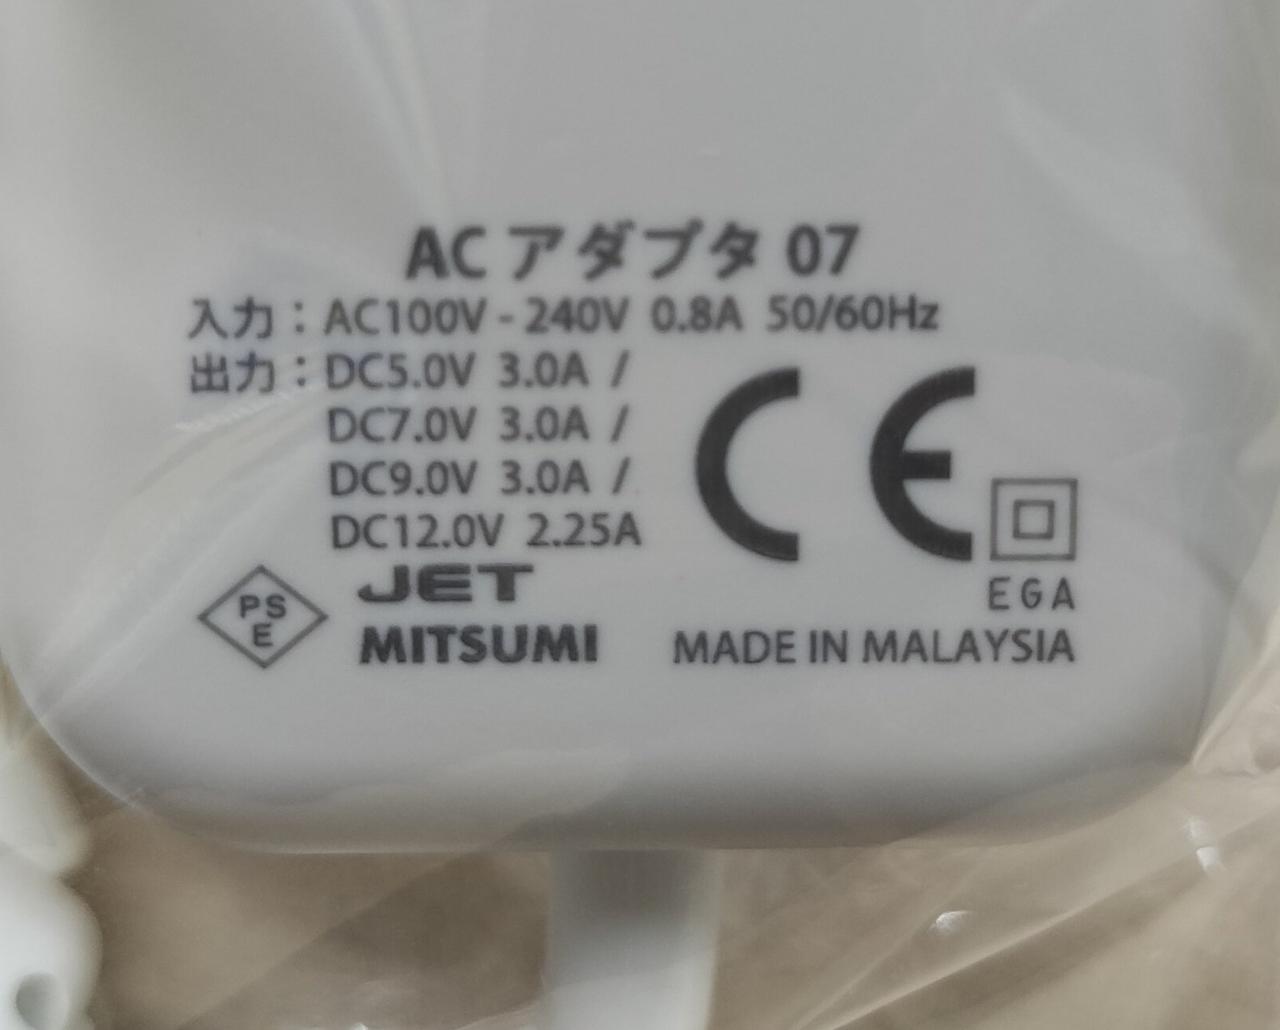 ACアダプタ 07
入力：AC100V - 240V 0.8A 50/60Hz
出力：DC5.0V 3.0A /
DC7.0V 3.0A /
DC9.0V 3.0A /
DC12.0V 2.25A
CE
PS
E
JET
EGA
MITSUMI
MADE IN MALAYSIA